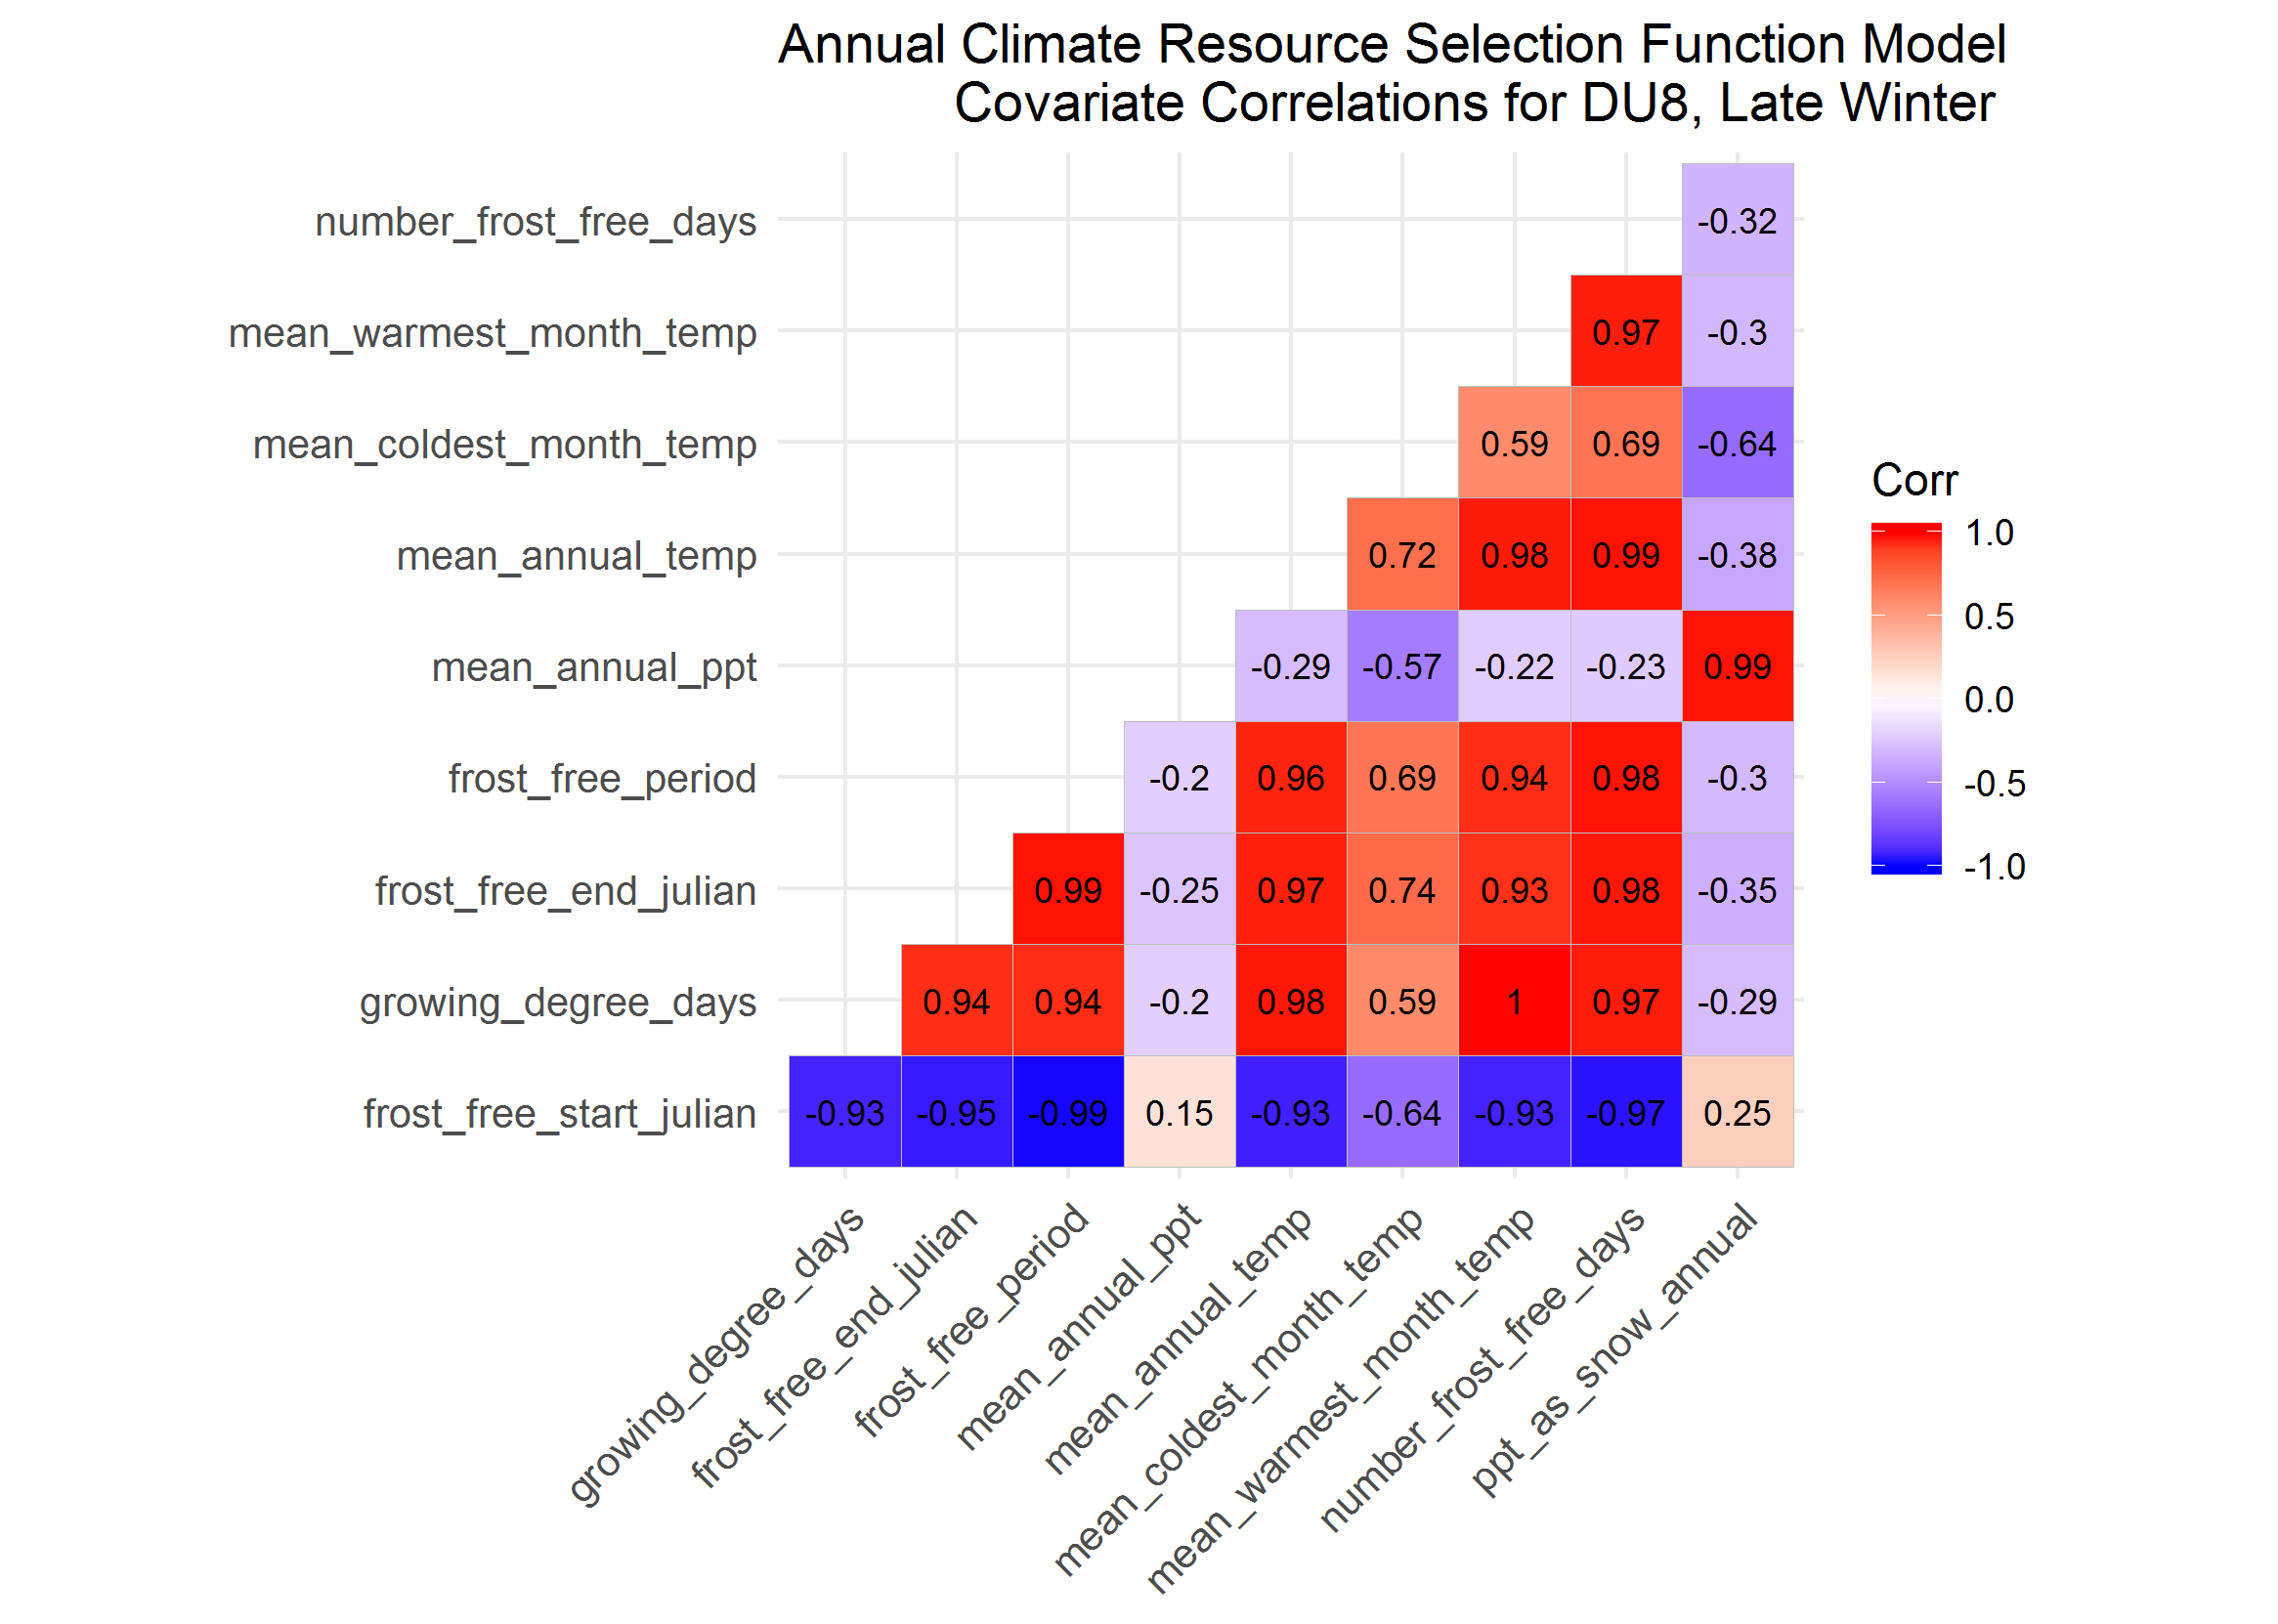 Annual Climate Resource Selection Function Model
Covariate Correlations for DU8, Late Winter
number_frost_free_days -0.32
mean_warmest_month_temp 0.97 -0.3
mean_coldest_month_temp 0.59 0.69 -0.64
mean_annual_temp 0.72 0.98 0.99 -0.38
mean_annual_ppt -0.29 -0.57 -0.22 -0.23 0.99
frost_free_period -0.2 0.96 0.69 0.94 0.98 -0.3
frost_free_end_julian 0.99 -0.25 0.97 0.74 0.93 0.98 -0.35
growing_degree_days 0.94 0.94 -0.2 0.98 0.59 1 0.97 -0.29
frost_free_start_julian -0.93 -0.95 -0.99 0.15 -0.93 -0.64 -0.93 -0.97 0.25
growing_degree_days
frost_free_end_julian
frost_free_period
mean_annual_ppt
mean_annual_temp
mean_coldest_month_temp
mean_warmest_month_temp
number_frost_free_days
ppt_as_snow_annual
Corr
1.0
0.5
0.0
-0.5
-1.0